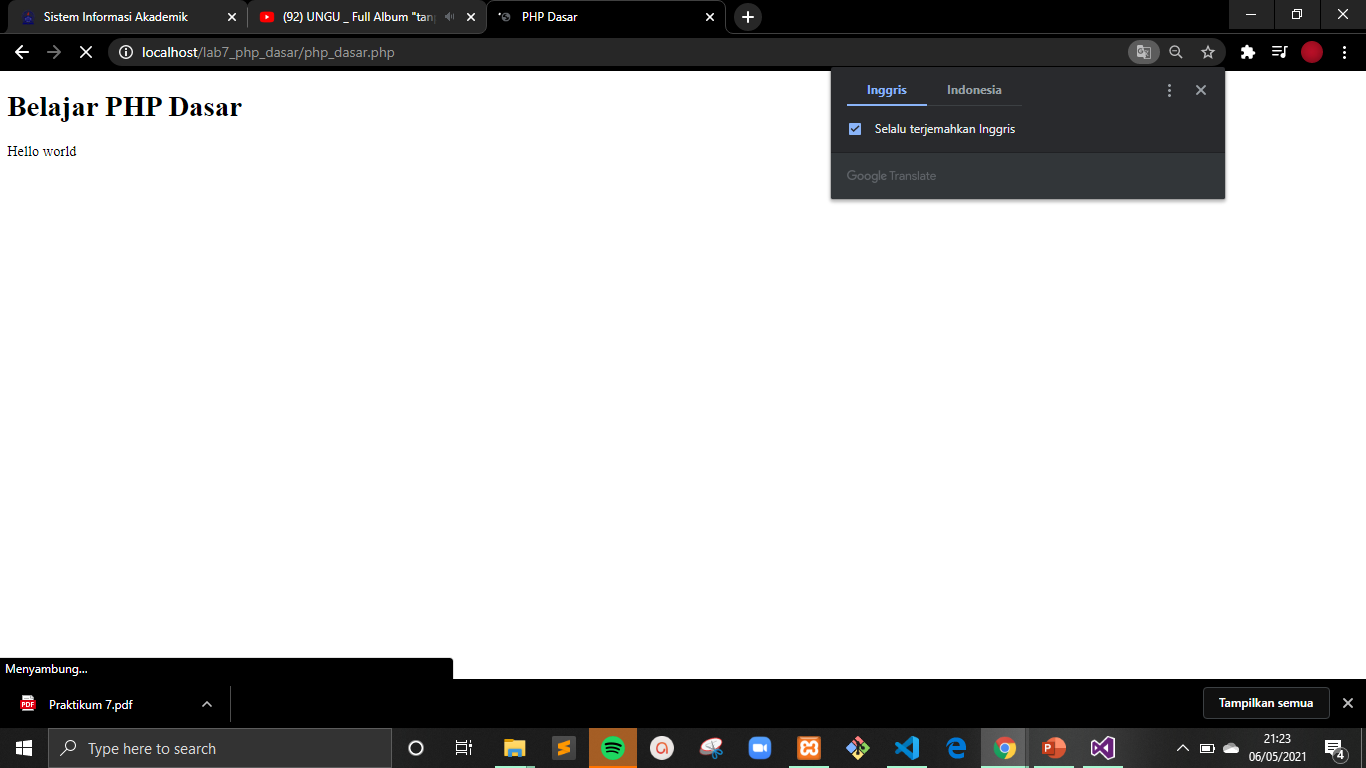 Sistem Informasi Akademik
(92) UNGU _ Full Album "tan
PHP Dasar
localhost/lab7_php_dasar/php_dasar.php
Inggris
Indonesia
Selalu terjemahkan Inggris
Google Translate
Belajar PHP Dasar
Hello world
Menyambung...
Praktikum 7.pdf
Tampilkan semua
Type here to search
21:23
06/05/2021
4